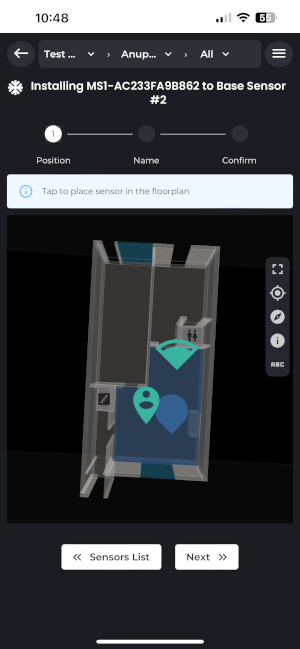 10:48
55
Test ...
Anup...
All
Installing MS1-AC233FA9B862 to Base Sensor
#2
1
Position
Name
Confirm
Tap to place sensor in the floorplan
ABC
Sensors List
Next